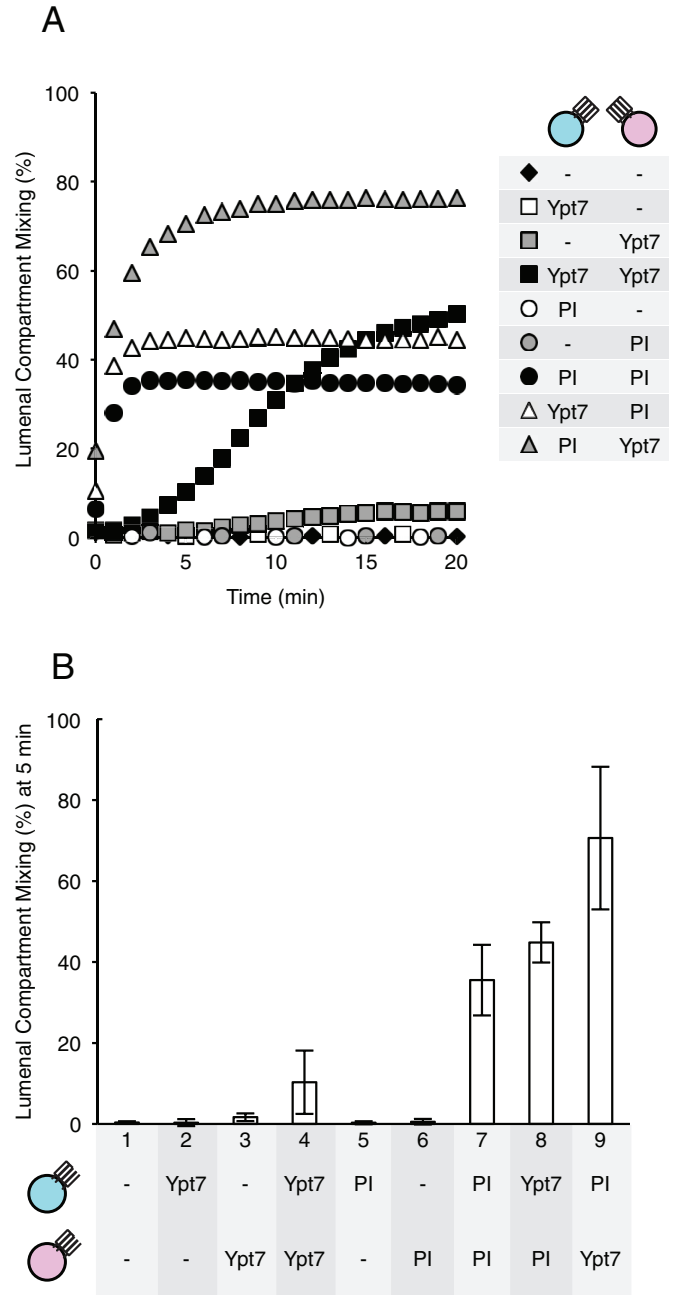 A
Lumenal Compartment Mixing (%)
100
80
60
40
20
0
0 5 10 15 20
Time (min)
- -
Ypt7 -
- Ypt7
Ypt7 Ypt7
PI -
- PI
PI PI
Ypt7 PI
PI Ypt7
B
Lumenal Compartment Mixing (%) at 5 min
100
80
60
40
20
0
1 2 3 4 5 6 7 8 9
- Ypt7 - Ypt7 PI - PI Ypt7 PI
- - Ypt7 Ypt7 - PI PI PI Ypt7